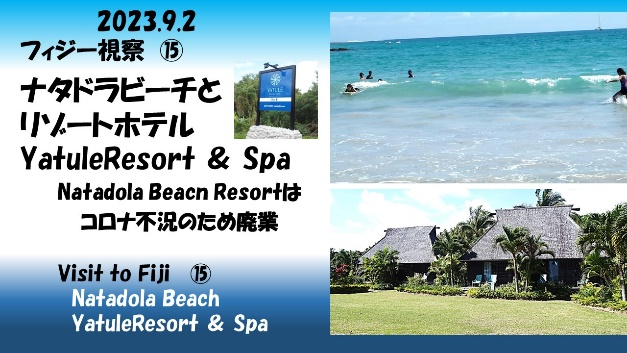 2023.9.2
フィジー視察 ⑮
ナタドラビーチと
リゾートホテル
YatuleResort & Spa
Natadola Beacn Resortは
コロナ不況のため廃業
YATULE
Visit to Fiji ⑮
Natadola Beach
YatuleResort & Spa